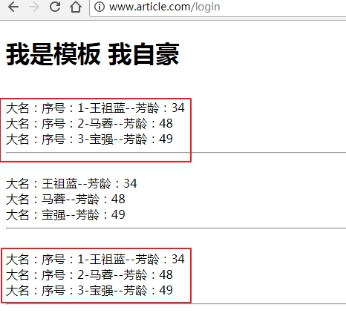 www.article.com/login
我是模板 我自豪
大名：序号：1-王祖蓝--芳龄：34
大名：序号：2-马蓉--芳龄：48
大名：序号：3-宝强--芳龄：49
大名：王祖蓝--芳龄：34
大名：马蓉--芳龄：48
大名：宝强--芳龄：49
大名：序号：1-王祖蓝--芳龄：34
大名：序号：2-马蓉--芳龄：48
大名：序号：3-宝强--芳龄：49